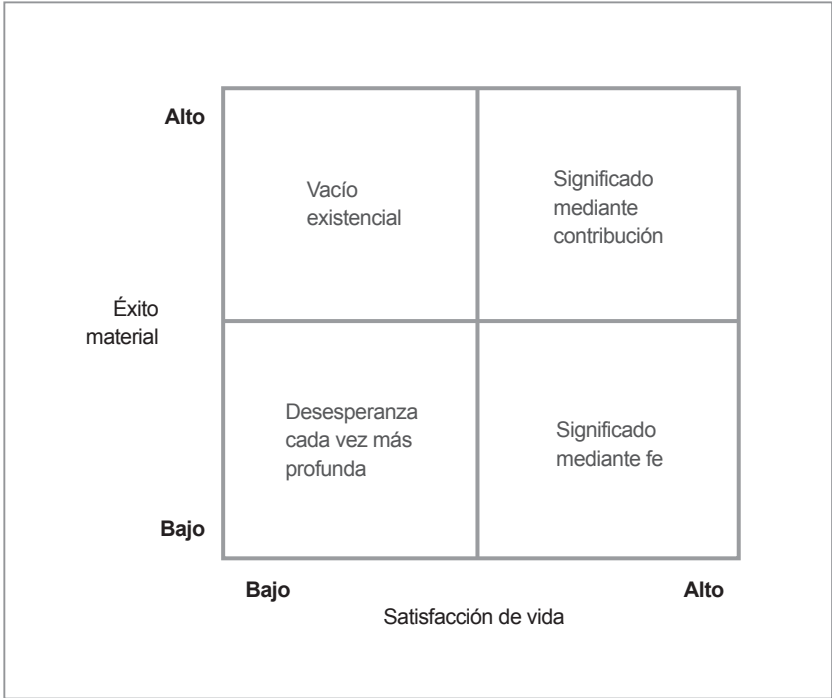 Alto
Vacío
existencial
Significado
mediante
contribución
Éxito
material
Desesperanza
cada vez más
profunda
Significado
mediante fe
Bajo
Bajo
Alto
Satisfacción de vida